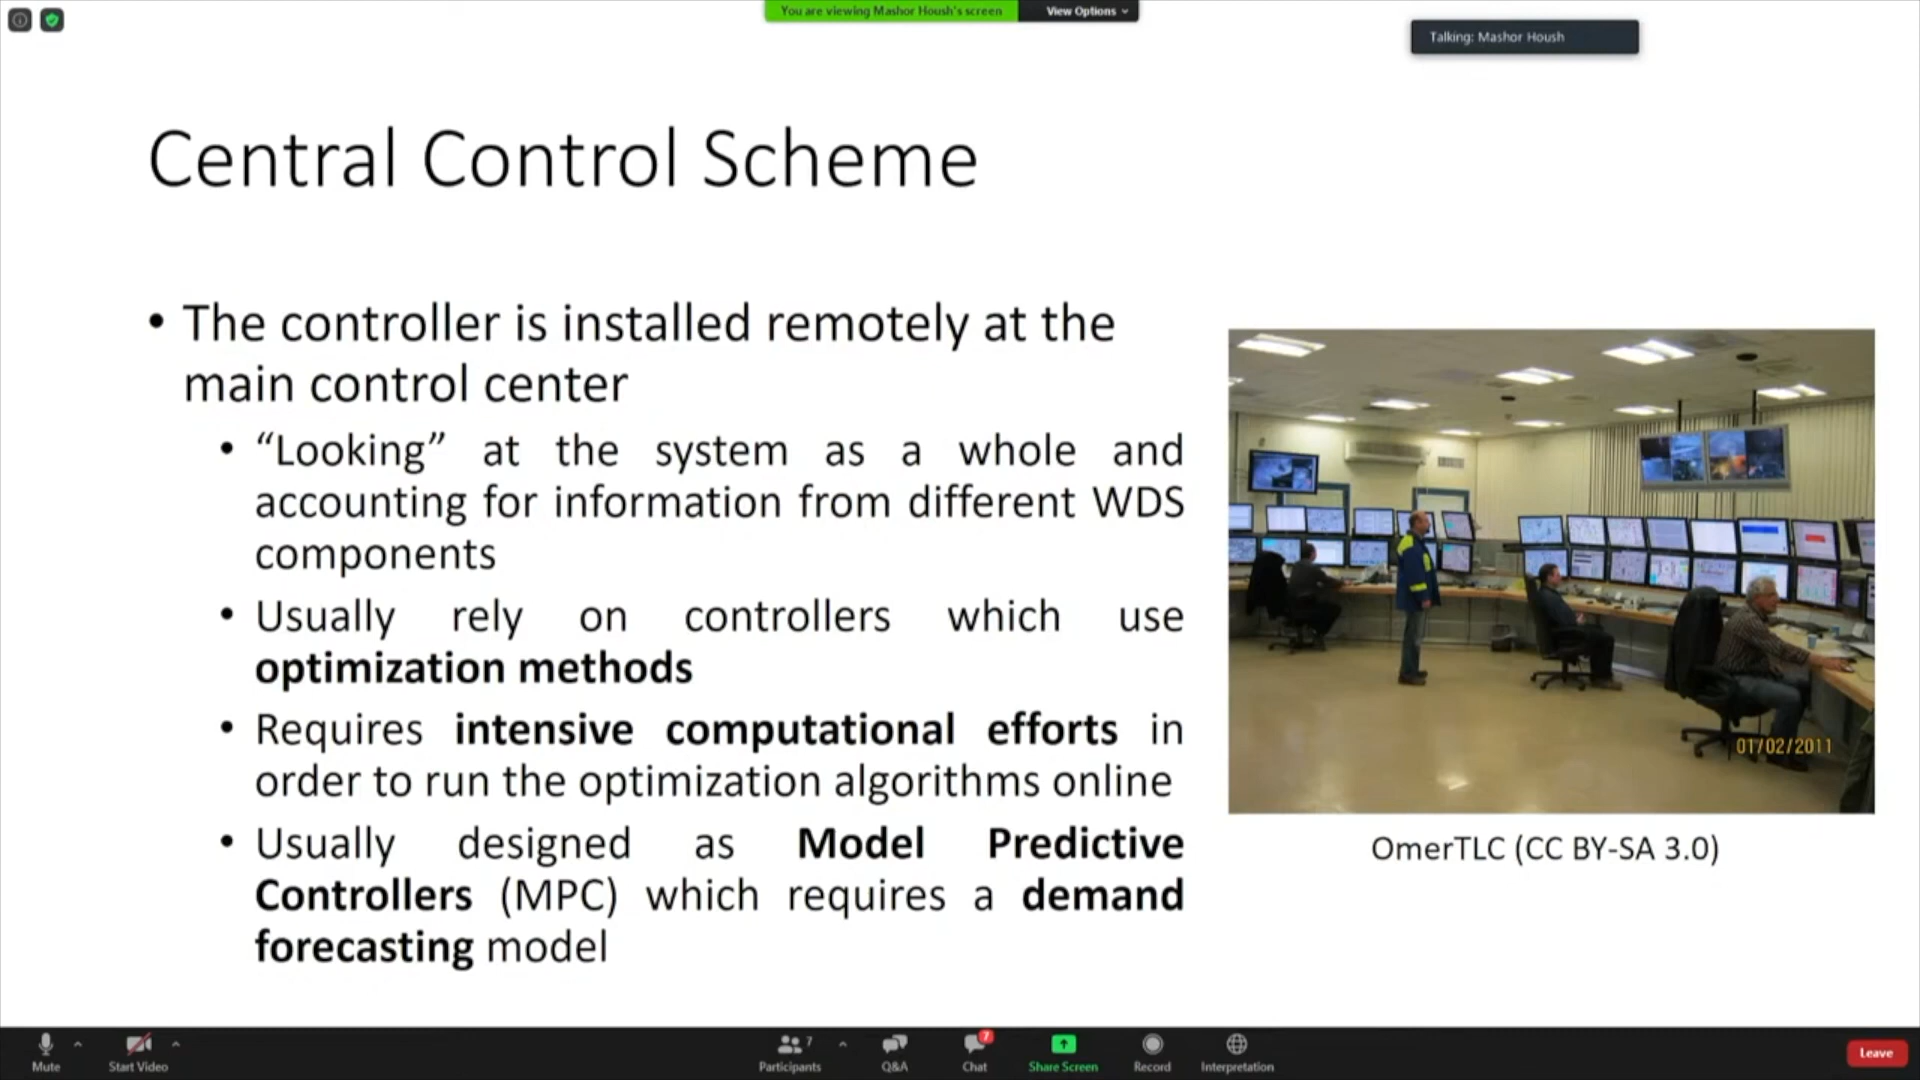 You are viewing Mashor Housh's screen
View Options
Talking: Mashor Housh
Central Control Scheme
• The controller is installed remotely at the
main control center
• “Looking” at the system as a whole and
accounting for information from different WDS
components
• Usually rely on controllers which use
optimization methods
• Requires intensive computational efforts in
order to run the optimization algorithms online
• Usually designed as Model Predictive
Controllers (MPC) which requires a demand
forecasting model
01/02/2011
OmerTLC (CC BY-SA 3.0)
Mute
Start Video
Participants
7
Q&A
Chat
7
Share Screen
Record
Interpretation
Leave